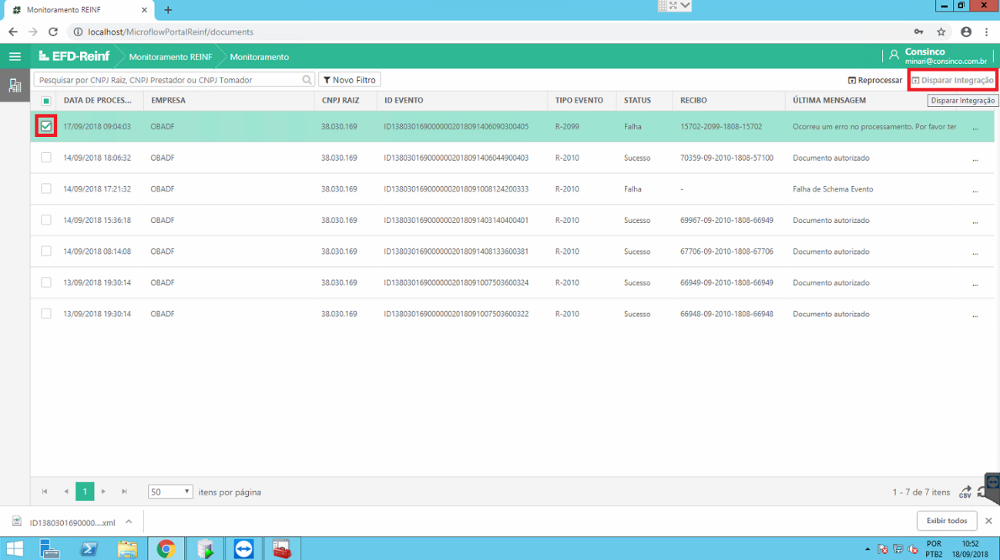 Monitoramento REINF
localhost/MicroflowPortalReinf/documents
EFD-Reinf Monitoramento REINF Monitoramento
Consinco
minari@consinco.com.br
Pesquisar por CNPJ Raiz, CNPJ Prestador ou CNPJ Tomador Novo Filtro Reprocessar Disparar Integração
DATA DE PROCES... EMPRESA CNPJ RAIZ ID EVENTO TIPO EVENTO STATUS RECIBO ÚLTIMA MENSAGEM Disparar Integração
17/09/2018 09:04:03 OBADF 38.030.169 ID1380301690000002018091406090300405 R-2099 Falha 15702-2099-1808-15702 Ocorreu um erro no processamento. Por favor ter ...
14/09/2018 18:06:32 OBADF 38.030.169 ID1380301690000002018091406044900403 R-2010 Sucesso 70359-09-2010-1808-57100 Documento autorizado ...
14/09/2018 17:21:32 OBADF 38.030.169 ID1380301690000002018091008124200333 R-2010 Falha - Falha de Schema Evento ...
14/09/2018 15:36:18 OBADF 38.030.169 ID1380301690000002018091403140400401 R-2010 Sucesso 69967-09-2010-1808-66949 Documento autorizado ...
14/09/2018 08:14:08 OBADF 38.030.169 ID1380301690000002018091408133600381 R-2010 Sucesso 67706-09-2010-1808-67706 Documento autorizado ...
13/09/2018 19:30:14 OBADF 38.030.169 ID1380301690000002018091007503600324 R-2010 Sucesso 66949-09-2010-1808-66949 Documento autorizado ...
13/09/2018 19:30:14 OBADF 38.030.169 ID1380301690000002018091007503600322 R-2010 Sucesso 66948-09-2010-1808-66948 Documento autorizado ...
1 50 itens por página 1 - 7 de 7 itens CSV
ID1380301690000....xml Exibir todos
POR 10:52
PTB2 18/09/2018